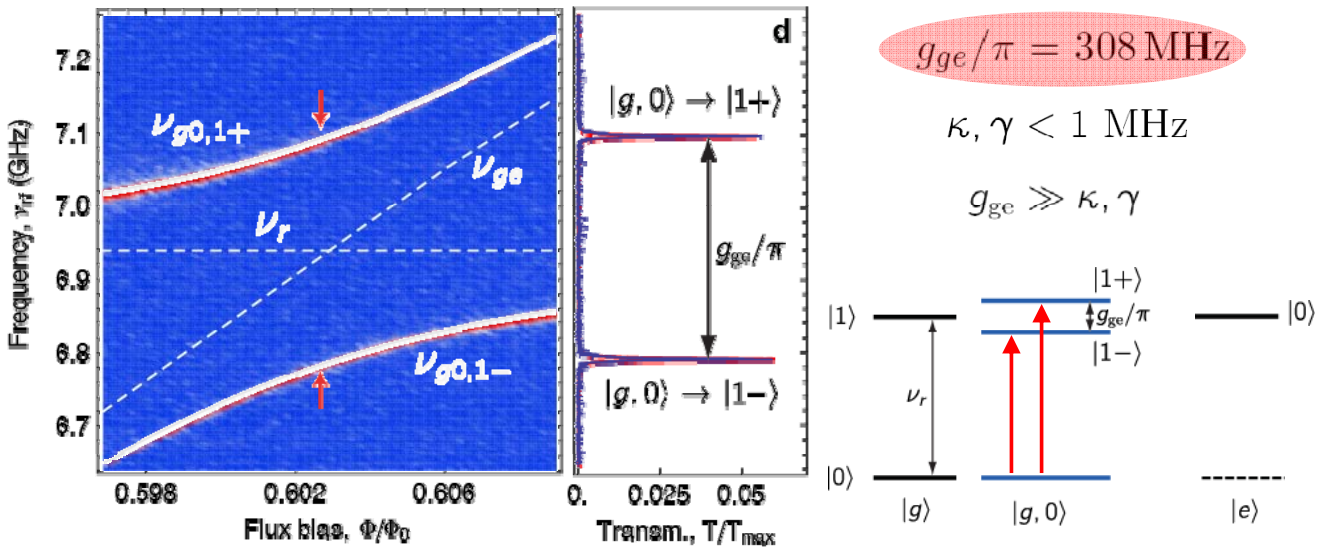 Frequency, ν_rf (GHz)
7.2
7.1
7.0
6.9
6.8
6.7
ν_g0,1+
ν_ge
ν_r
ν_g0,1−
0.598
0.602
0.606
Flux bias, Φ/Φ_0
d
|g, 0⟩ → |1+⟩
g_ge/π
|g, 0⟩ → |1−⟩
0.
0.025
0.05
Transm., T/T_max
g_ge/π = 308 MHz
κ, γ < 1 MHz
g_ge ≫ κ, γ
|1+⟩
|1⟩
g_ge/π
|0⟩
|1−⟩
ν_r
|0⟩
|g⟩
|g, 0⟩
|e⟩